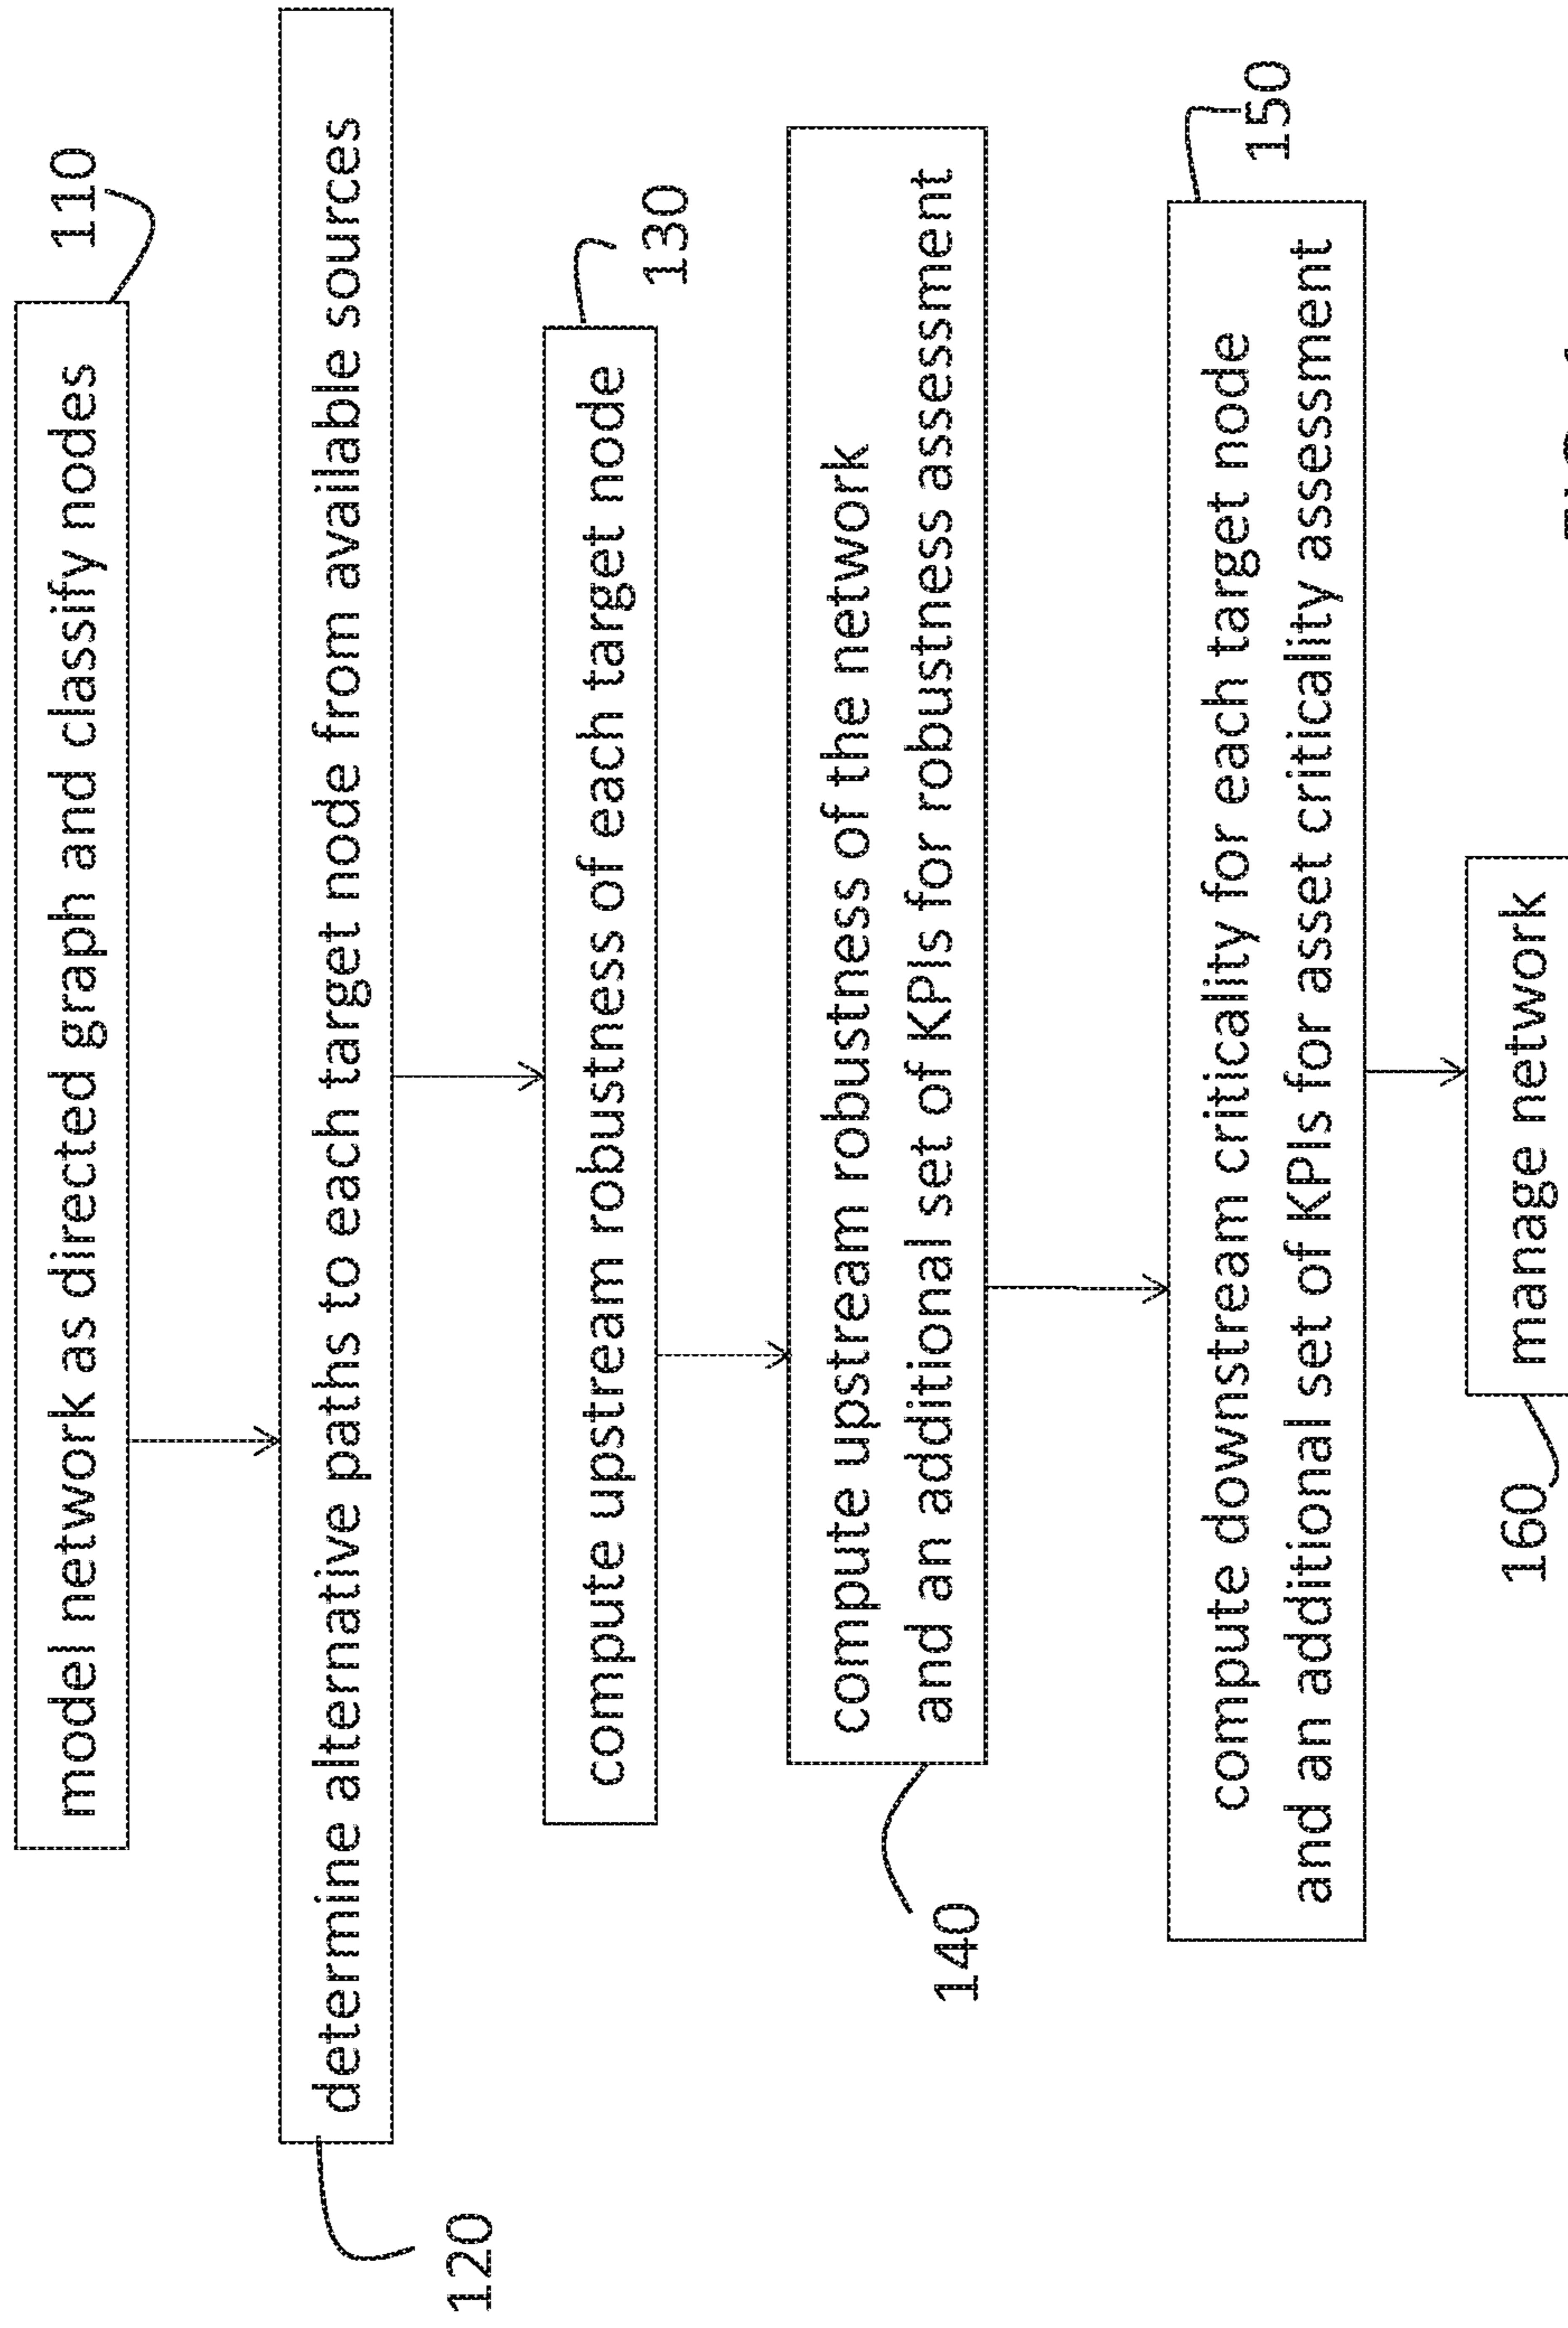 model network as directed graph and classify nodes
110
determine alternative paths to each target node from available sources
120
compute upstream robustness of each target node
130
compute upstream robustness of the network
and an additional set of KPIs for robustness assessment
140
compute downstream criticality for each target node
and an additional set of KPIs for asset criticality assessment
150
manage network
160